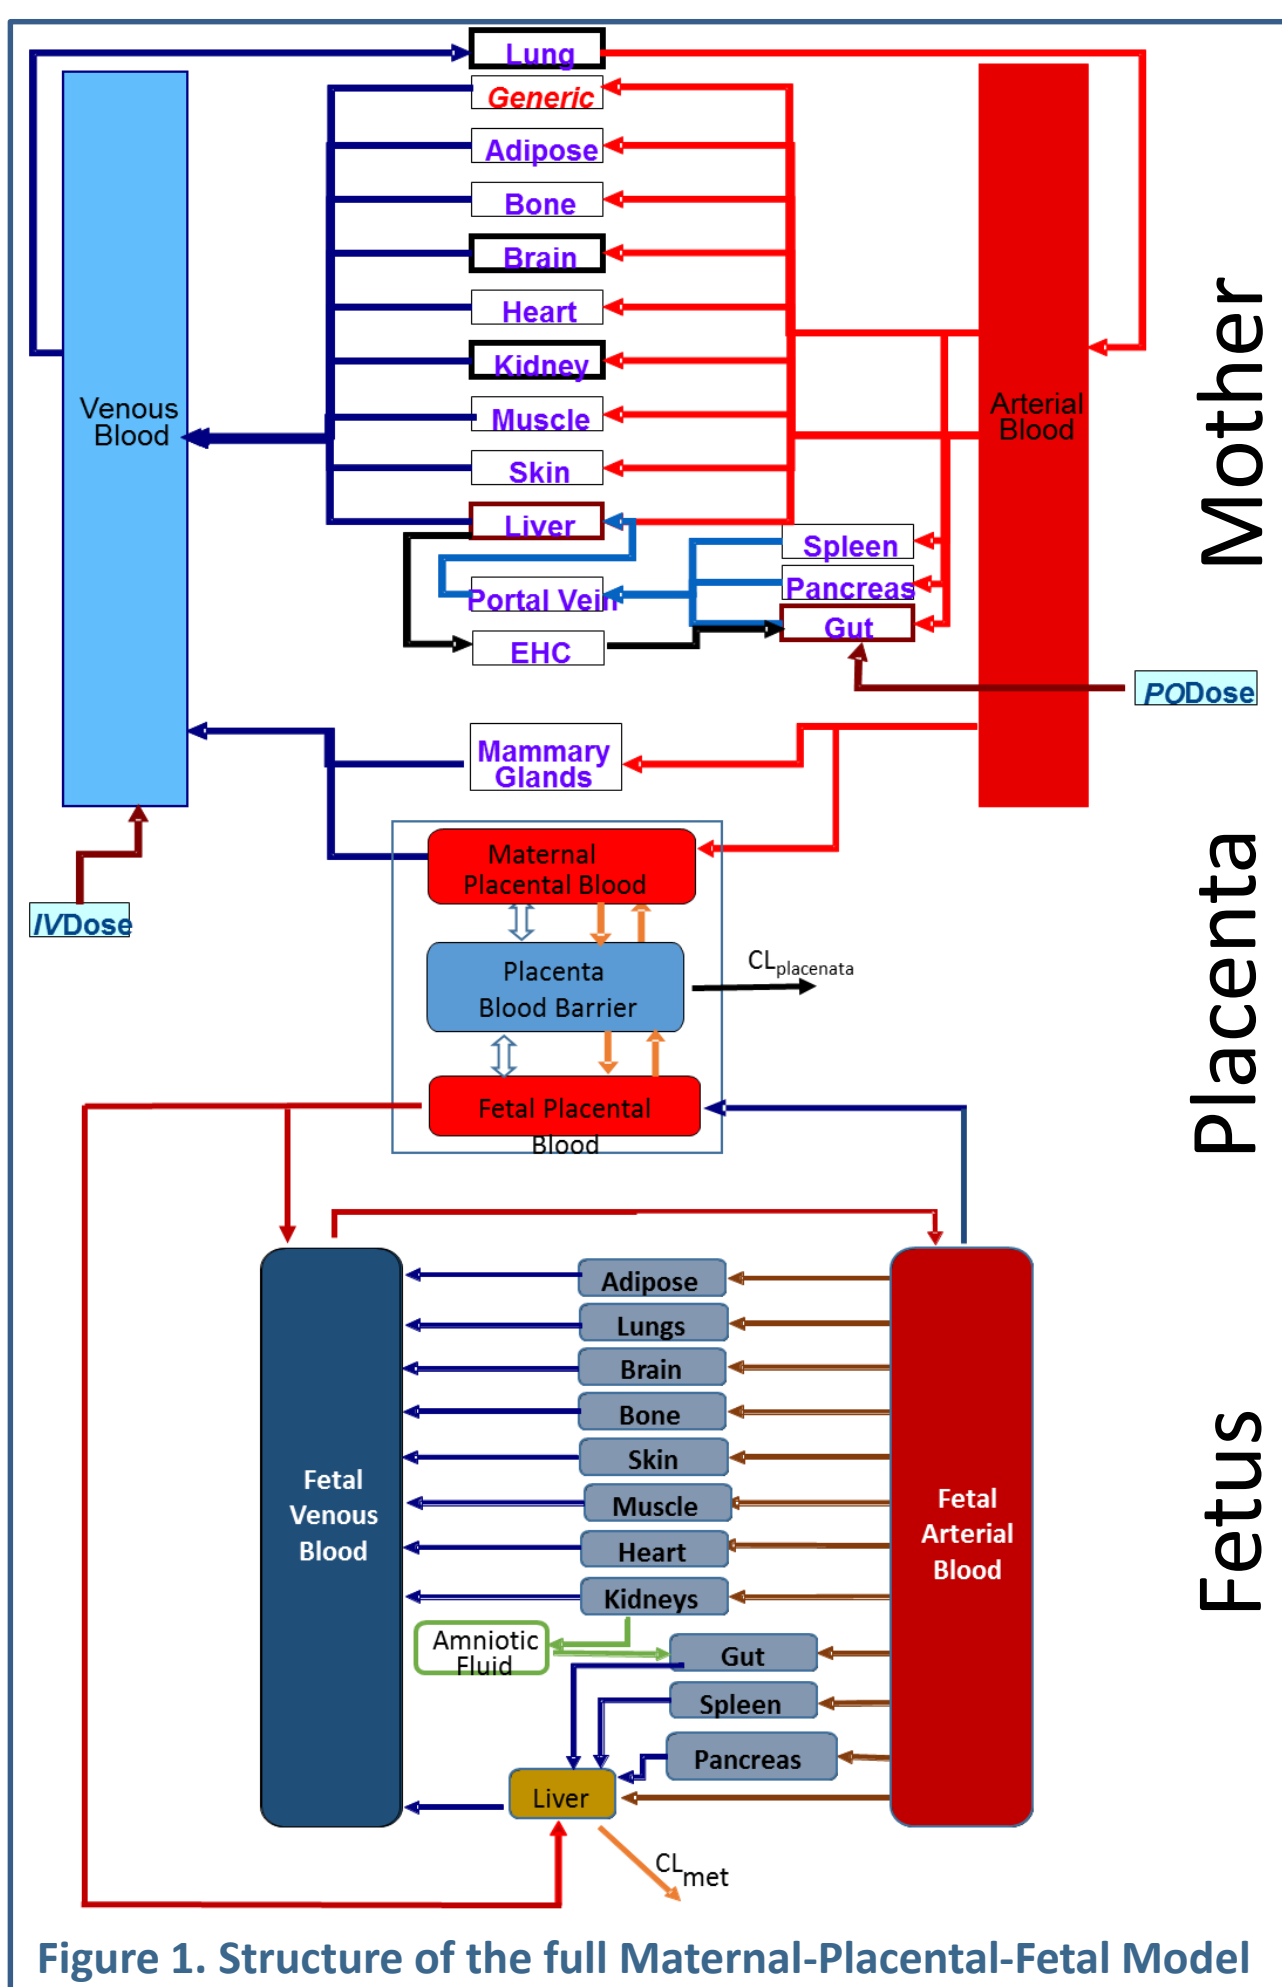 Lung
Generic
Adipose
Bone
Brain
Heart
Kidney
Muscle
Skin
Liver
Portal Vein
EHC
Spleen
Pancreas
Gut
Venous
Blood
Arterial
Blood
Mother
PODose
Mammary
Glands
IVDose
Maternal
Placental Blood
Placenta
Blood Barrier
CLplacenata
Fetal Placental
Blood
Placenta
Adipose
Lungs
Brain
Bone
Skin
Muscle
Heart
Kidneys
Amniotic
Fluid
Gut
Spleen
Pancreas
Liver
CLmet
Fetal
Venous
Blood
Fetal
Arterial
Blood
Fetus
Figure 1. Structure of the full Maternal-Placental-Fetal Model